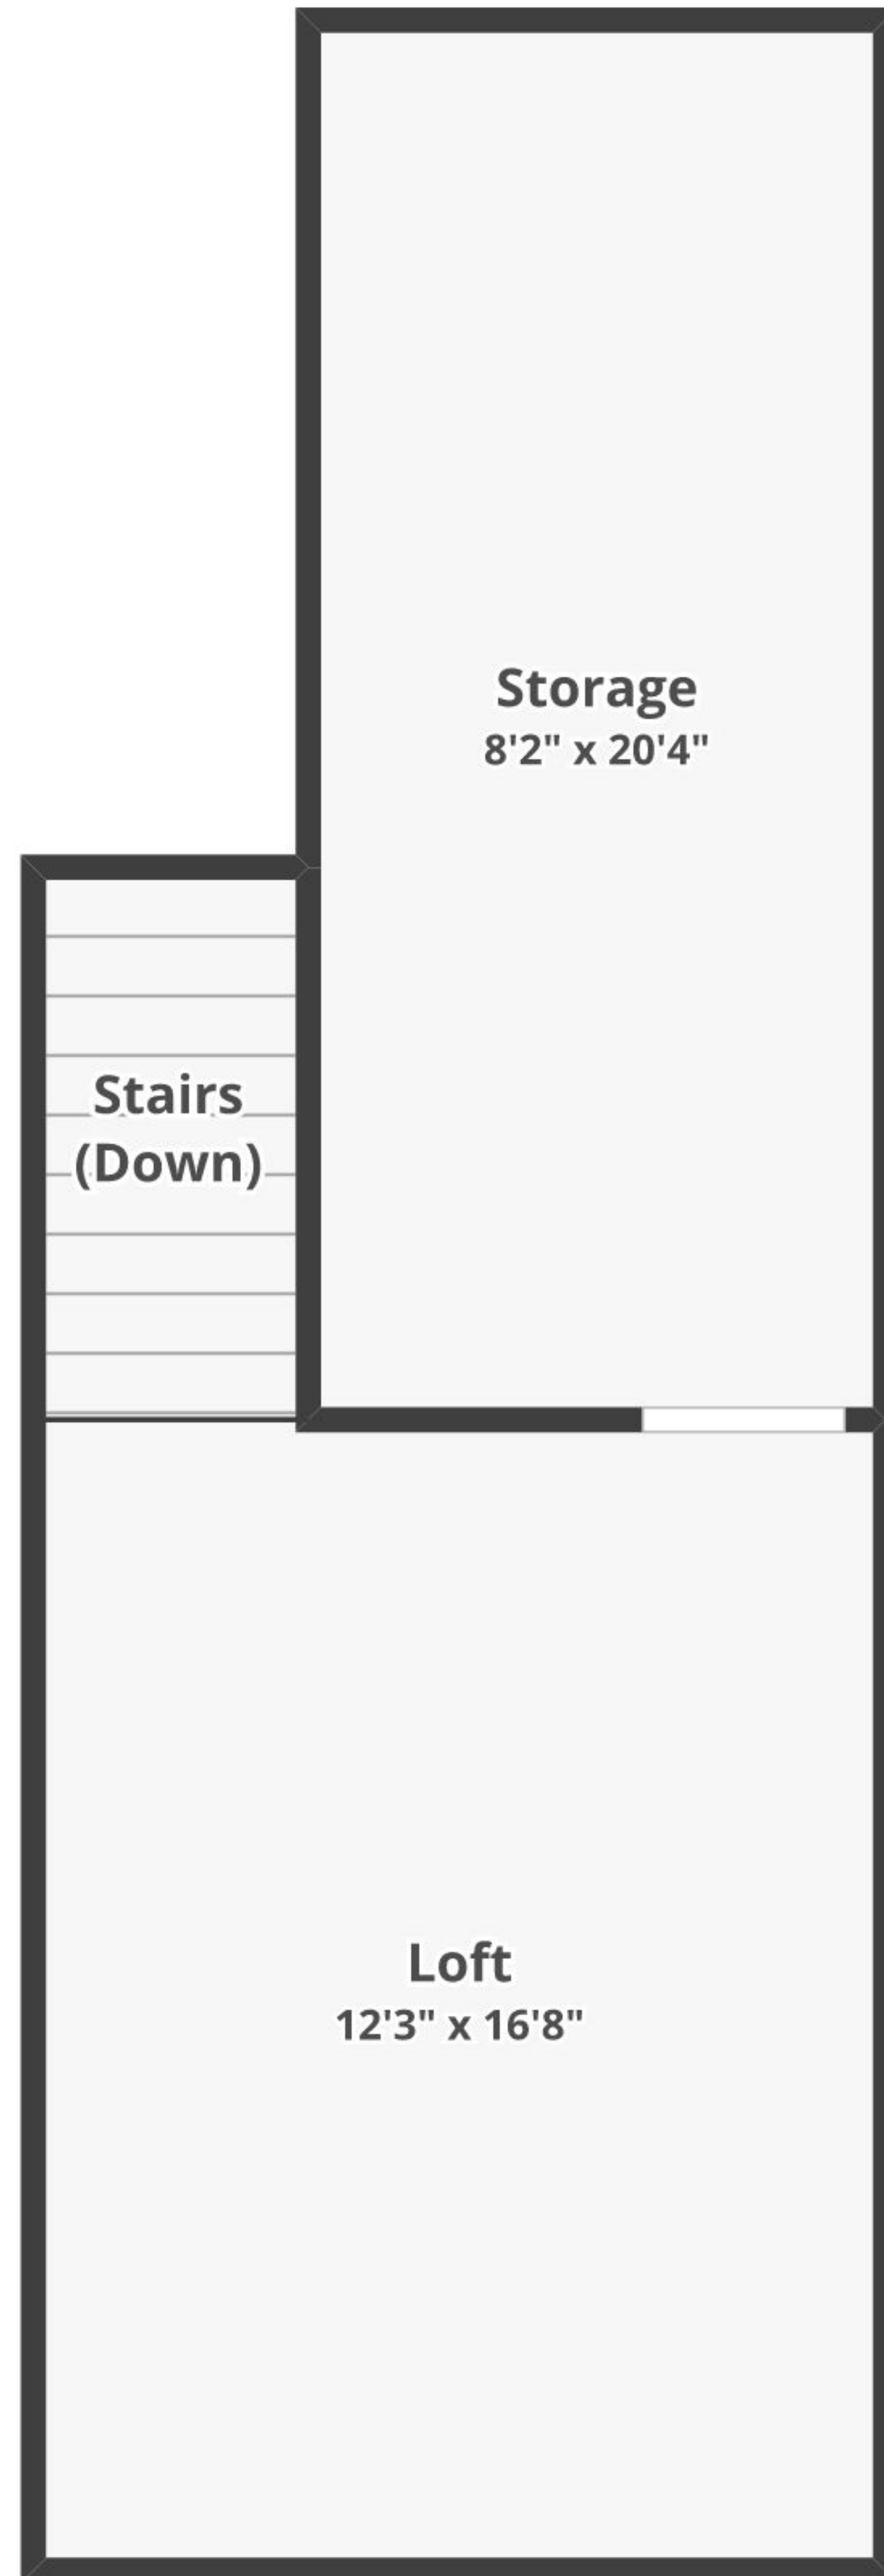 Storage
8'2" x 20'4"
Stairs
(Down)
Loft
12'3" x 16'8"